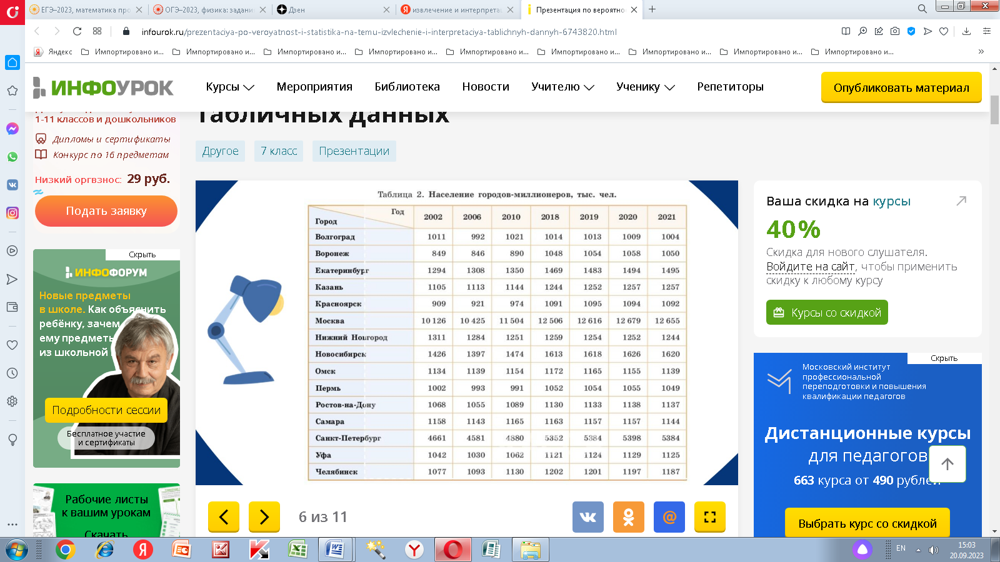 ЕГЭ–2023, математика про
ОГЭ–2023, физика: задани
Дзен
извлечение и интерпретац
Презентация по вероятно
infourok.ru/prezentaciya-po-veroyatnost-i-statistika-na-temu-izvlechenie-i-interpretaciya-tablichnyh-dannyh-6743820.html
Яндекс
Импортировано и...
Импортировано и...
Импортировано и...
Импортировано и...
Импортировано и...
Импортировано и...
Импортировано и...
Импортировано и...
Импортировано и...
ИНФОУРОК
Курсы
Мероприятия
Библиотека
Новости
Учителю
Ученику
Репетиторы
Опубликовать материал
табличных данных
1-11 классов и дошкольников
Дипломы и сертификаты
Конкурс по 16 предметам
Низкий оргвзнос: 29 руб.
Подать заявку
Другое
7 класс
Презентации
Скрыть
ИНФОФОРУМ
Новые предметы
в школе. Как объяснить
ребёнку, зачем
ему предметы
из школьной
Подробности сессии
Бесплатное участие
и сертификаты
Рабочие листы
к вашим урокам
Скачать
Таблица 2. Население городов-миллионеров, тыс. чел.
Год
Город 2002 2006 2010 2018 2019 2020 2021
Волгоград 1011 992 1021 1014 1013 1009 1004
Воронеж 849 846 890 1048 1054 1058 1050
Екатеринбург 1294 1308 1350 1469 1483 1494 1495
Казань 1105 1113 1144 1244 1252 1257 1257
Красноярск 909 921 974 1091 1095 1094 1092
Москва 10 126 10 425 11 504 12 506 12 616 12 679 12 655
Нижний Новгород 1311 1284 1251 1259 1254 1252 1244
Новосибирск 1426 1397 1474 1613 1618 1626 1620
Омск 1134 1139 1154 1172 1165 1155 1139
Пермь 1002 993 991 1052 1054 1055 1049
Ростов-на-Дону 1068 1055 1089 1130 1133 1138 1137
Самара 1158 1143 1165 1163 1157 1157 1144
Санкт-Петербург 4661 4581 4880 5352 5384 5398 5384
Уфа 1042 1030 1062 1121 1124 1129 1125
Челябинск 1077 1093 1130 1202 1201 1197 1187
6 из 11
Ваша скидка на курсы
40%
Скидка для нового слушателя.
Войдите на сайт, чтобы применить
скидку к любому курсу
Курсы со скидкой
Скрыть
Московский институт
профессиональной
переподготовки и повышения
квалификации педагогов
Дистанционные курсы
для педагогов
663 курса от 490 рублей
Выбрать курс со скидкой
EN
15:03
20.09.2023